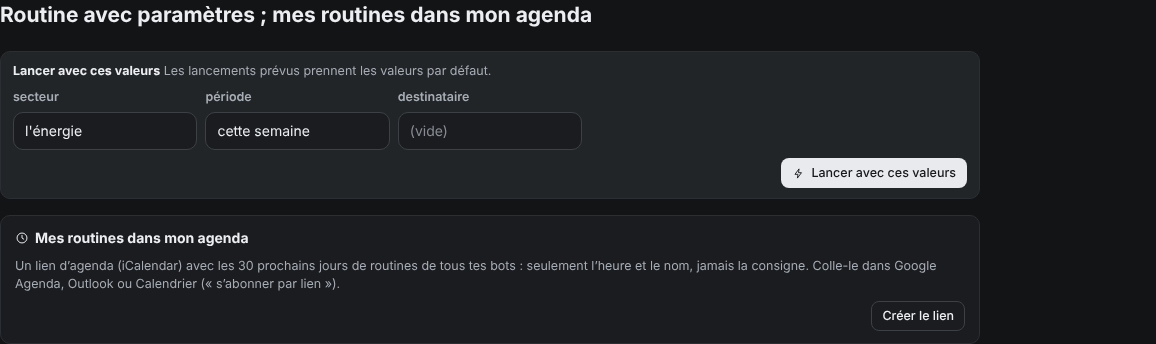 Routine avec paramètres ; mes routines dans mon agenda
Lancer avec ces valeurs Les lancements prévus prennent les valeurs par défaut.
secteur période destinataire
l'énergie cette semaine (vide)
Lancer avec ces valeurs
Mes routines dans mon agenda
Un lien d’agenda (iCalendar) avec les 30 prochains jours de routines de tous tes bots : seulement l’heure et le nom, jamais la consigne. Colle-le dans Google
Agenda, Outlook ou Calendrier (« s’abonner par lien »).
Créer le lien